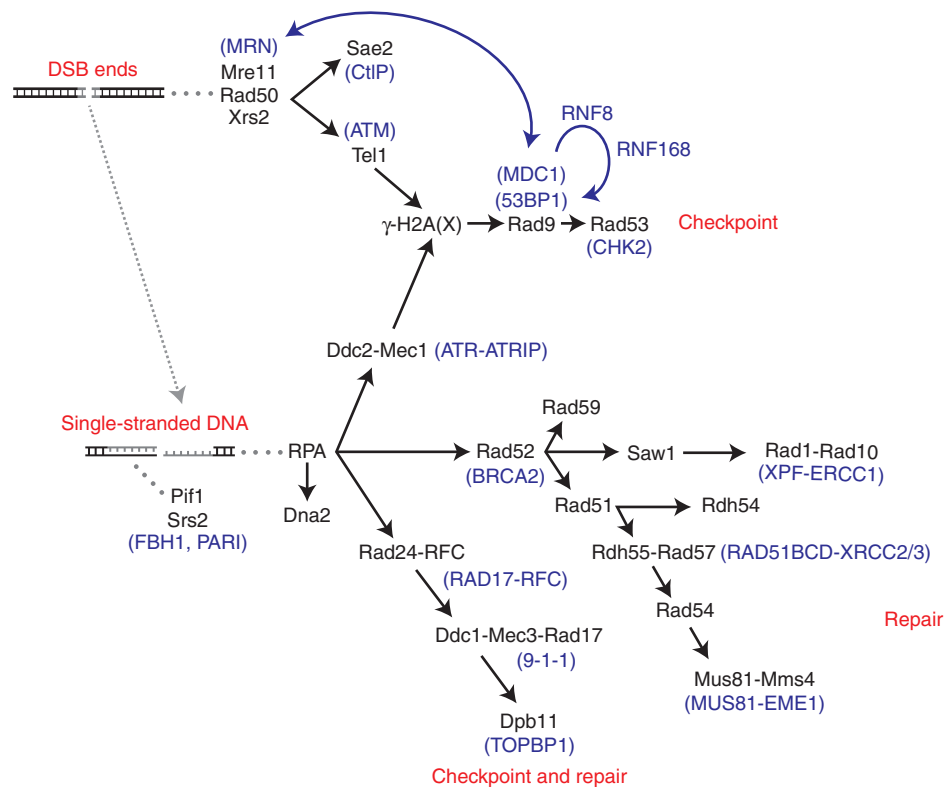 (MRN)
Mre11
Rad50
Xrs2
DSB ends
Sae2
(CtIP)
(ATM)
Tel1
RNF8
RNF168
(MDC1)
(53BP1)
γ-H2A(X)
Rad9
Rad53
(CHK2)
Checkpoint
Ddc2-Mec1 (ATR-ATRIP)
Single-stranded DNA
RPA
Pif1
Srs2
(FBH1, PARI)
Dna2
Rad59
Rad52
(BRCA2)
Saw1
Rad1-Rad10
(XPF-ERCC1)
Rad51
Rdh54
Rdh55-Rad57 (RAD51BCD-XRCC2/3)
Rad54
Repair
Mus81-Mms4
(MUS81-EME1)
Rad24-RFC
(RAD17-RFC)
Ddc1-Mec3-Rad17
(9-1-1)
Dpb11
(TOPBP1)
Checkpoint and repair